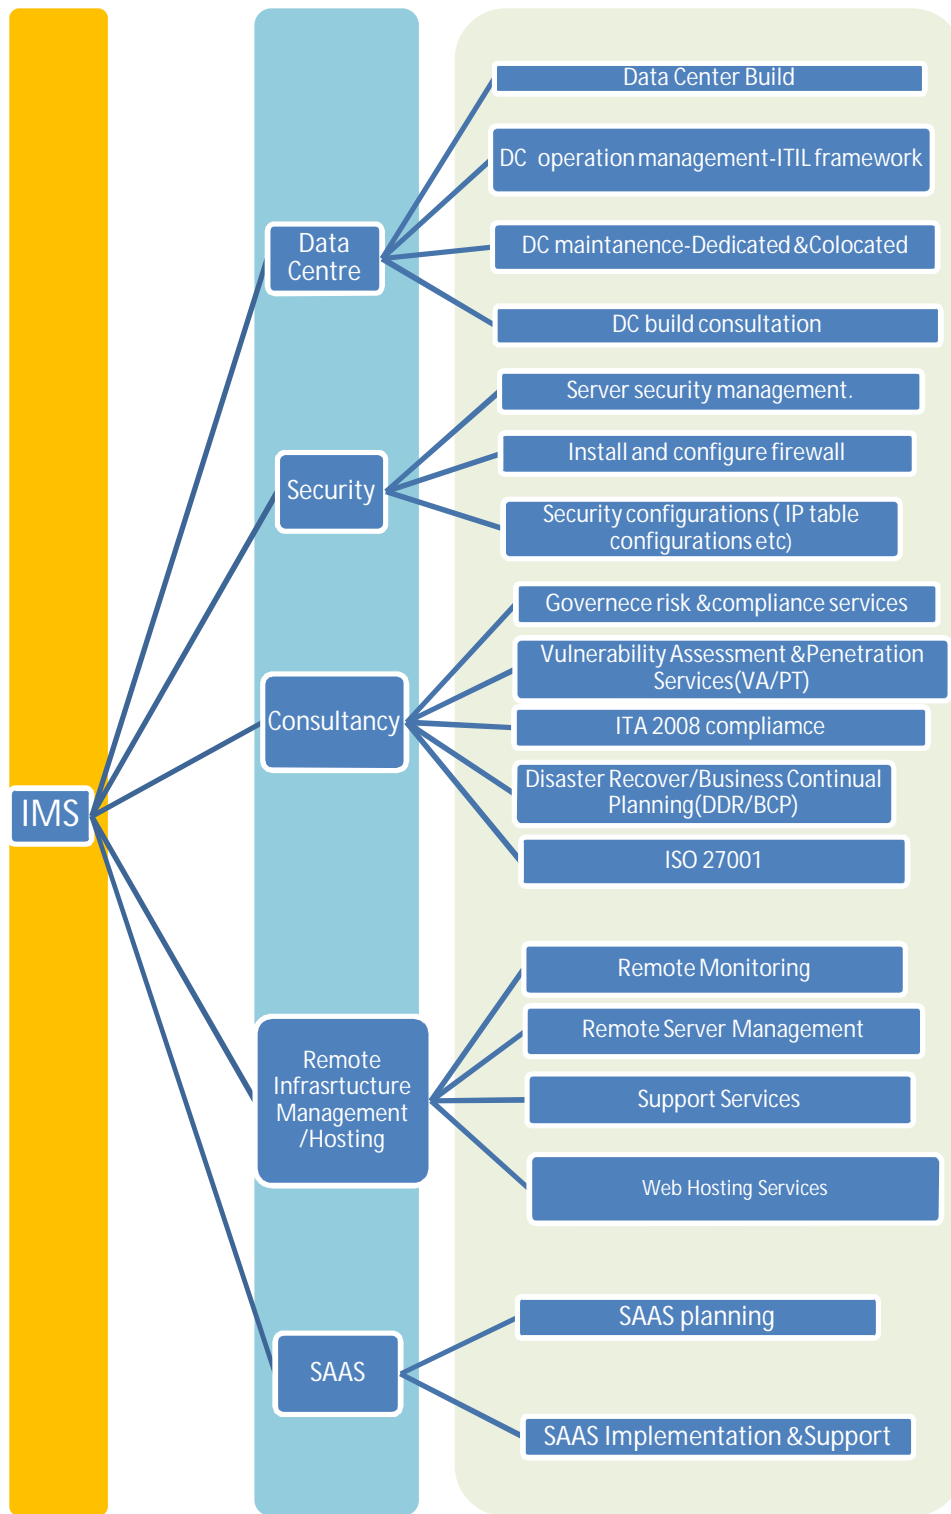 IMS
Data
Centre
Data Center Build
DC operation management-ITIL framework
DC maintanence-Dedicated &Colocated
DC build consultation
Security
Server security management.
Install and configure firewall
Security configurations ( IP table
configurations etc)
Consultancy
Governece risk &compliance services
Vulnerability Assessment &Penetration
Services(VA/PT)
ITA 2008 compliamce
Disaster Recover/Business Continual
Planning(DDR/BCP)
ISO 27001
Remote
Infrasrtucture
Management
/Hosting
Remote Monitoring
Remote Server Management
Support Services
Web Hosting Services
SAAS
SAAS planning
SAAS Implementation &Support